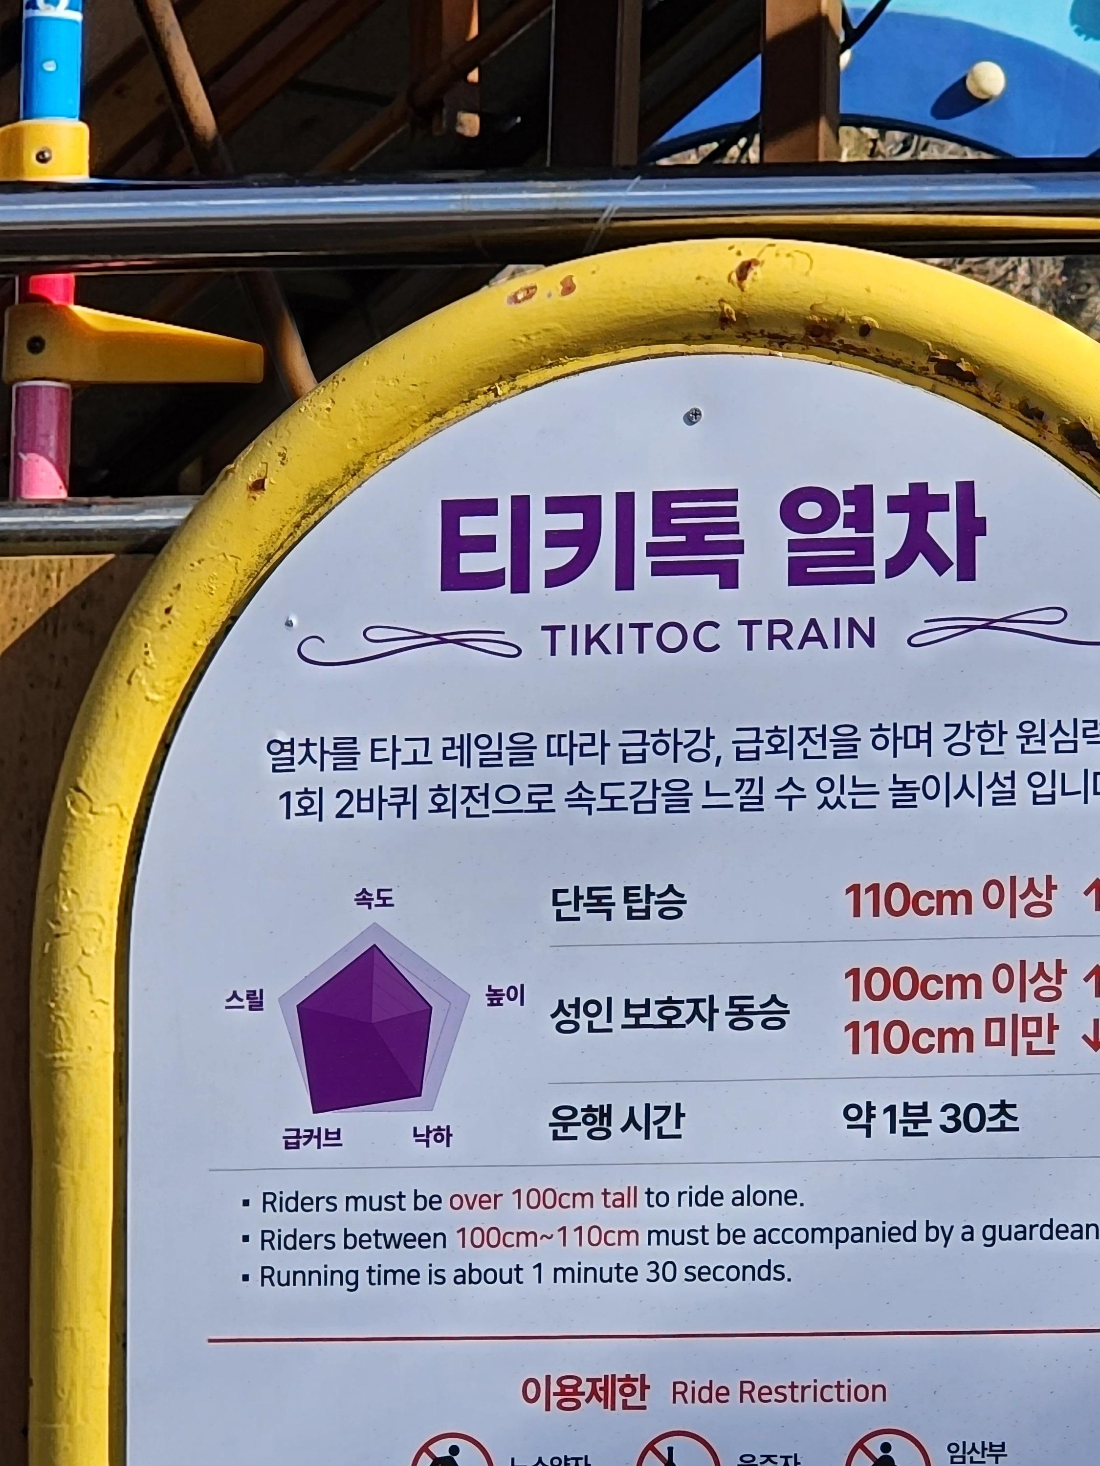 티키톡 열차
TIKITOC TRAIN
열차를 타고 레일을 따라 급하강, 급회전을 하며 강한
1회 2바퀴 회전으로 속도감을 느낄 수 있는 놀이시설
속도
스릴
높이
급커브
낙하
단독 탑승 110cm 이상 ↑
성인 보호자 동승 100cm 이상 ↑
110cm 미만 ↓
운행 시간 약 1분 30초
▪ Riders must be over 100cm tall to ride alone.
▪ Riders between 100cm~110cm must be accompanied by a guardean
▪ Running time is about 1 minute 30 seconds.
이용제한 Ride Restriction
임산부